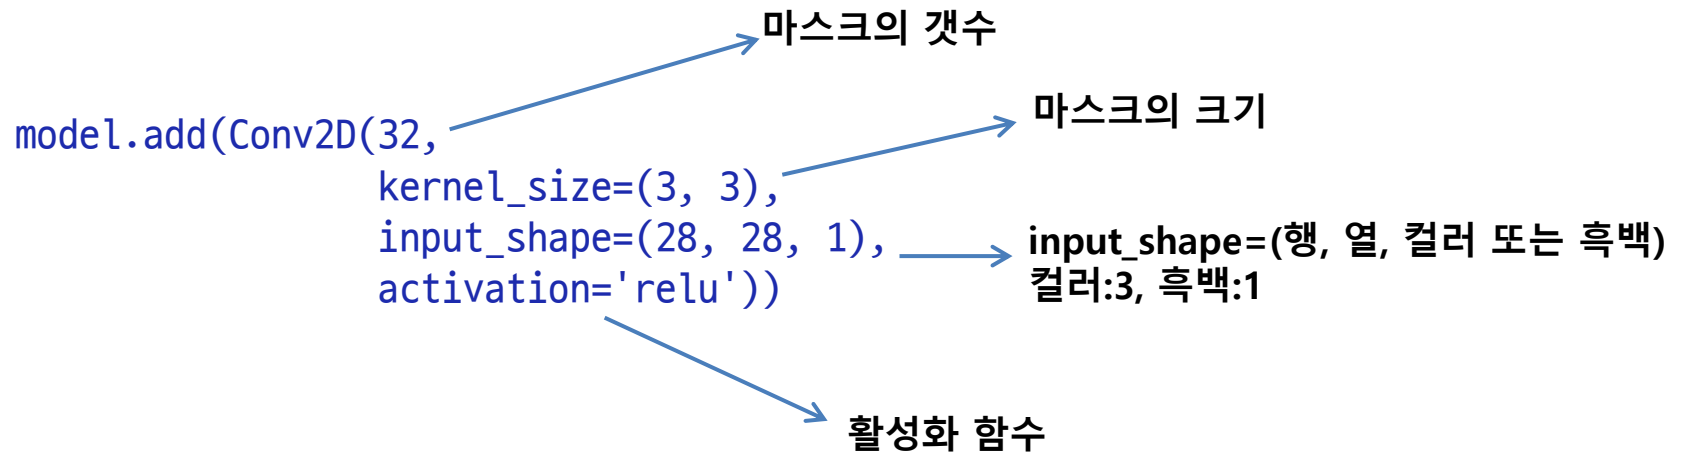 마스크의 갯수
마스크의 크기
model.add(Conv2D(32,
kernel_size=(3, 3),
input_shape=(28, 28, 1),
activation='relu'))
input_shape=(행, 열, 컬러 또는 흑백)
컬러:3, 흑백:1
활성화 함수